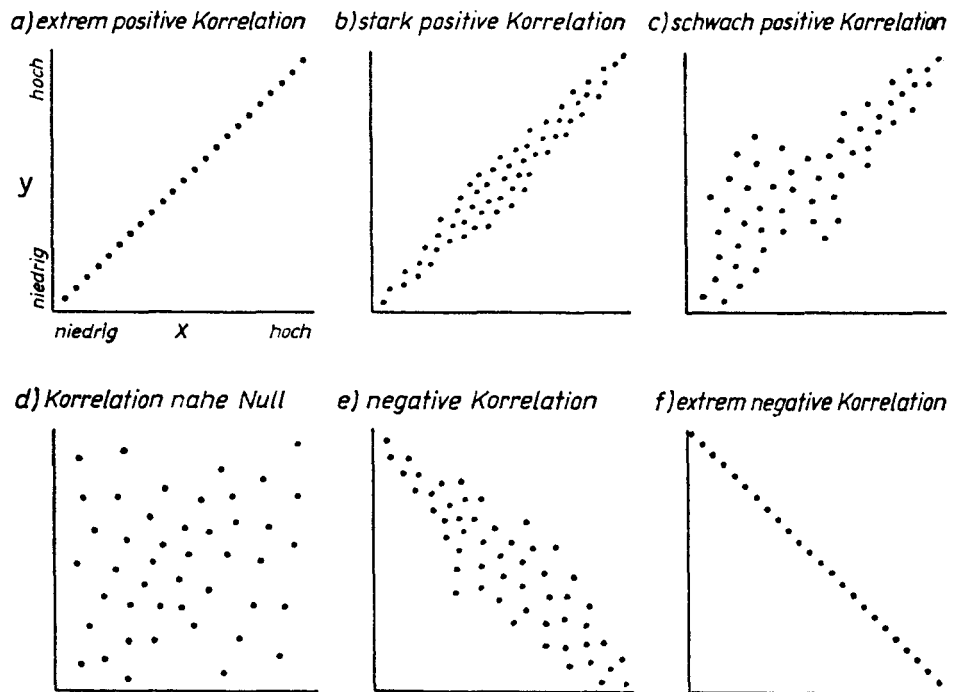 a) extrem positive Korrelation
b) stark positive Korrelation
c) schwach positive Korrelation
hoch
y
niedrig
niedrig x hoch
d) Korrelation nahe Null
e) negative Korrelation
f) extrem negative Korrelation